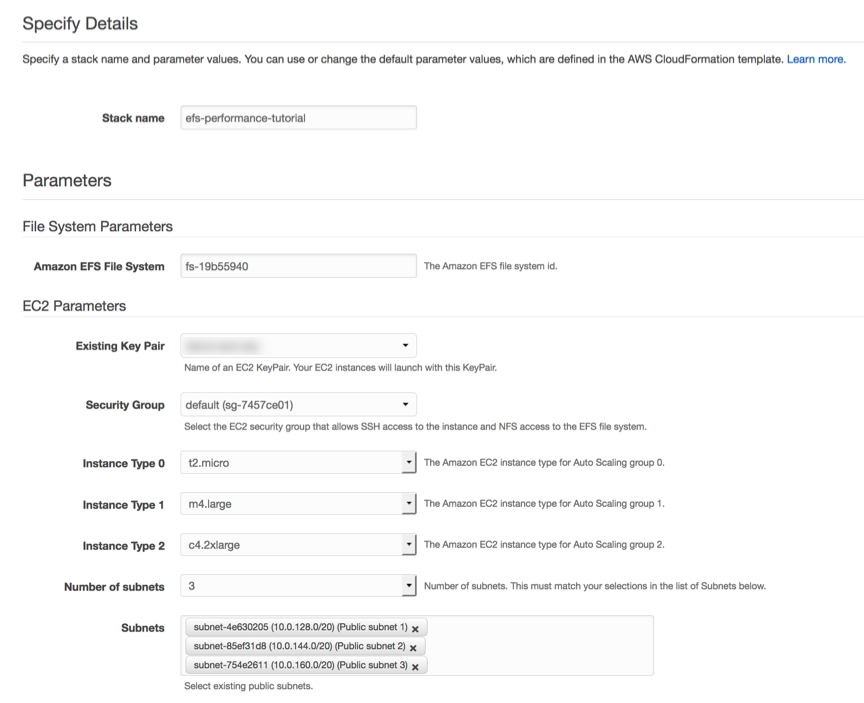 Specify Details
Specify a stack name and parameter values. You can use or change the default parameter values, which are defined in the AWS CloudFormation template. Learn more.
Stack name efs-performance-tutorial
Parameters
File System Parameters
Amazon EFS File System fs-19b55940 The Amazon EFS file system id.
EC2 Parameters
Existing Key Pair
Name of an EC2 KeyPair. Your EC2 instances will launch with this KeyPair.
Security Group default (sg-7457ce01)
Select the EC2 security group that allows SSH access to the instance and NFS access to the EFS file system.
Instance Type 0 t2.micro The Amazon EC2 instance type for Auto Scaling group 0.
Instance Type 1 m4.large The Amazon EC2 instance type for Auto Scaling group 1.
Instance Type 2 c4.2xlarge The Amazon EC2 instance type for Auto Scaling group 2.
Number of subnets 3 Number of subnets. This must match your selections in the list of Subnets below.
Subnets subnet-4e630205 (10.0.128.0/20) (Public subnet 1) ×
subnet-85ef31d8 (10.0.144.0/20) (Public subnet 2) ×
subnet-754e2611 (10.0.160.0/20) (Public subnet 3) ×
Select existing public subnets.